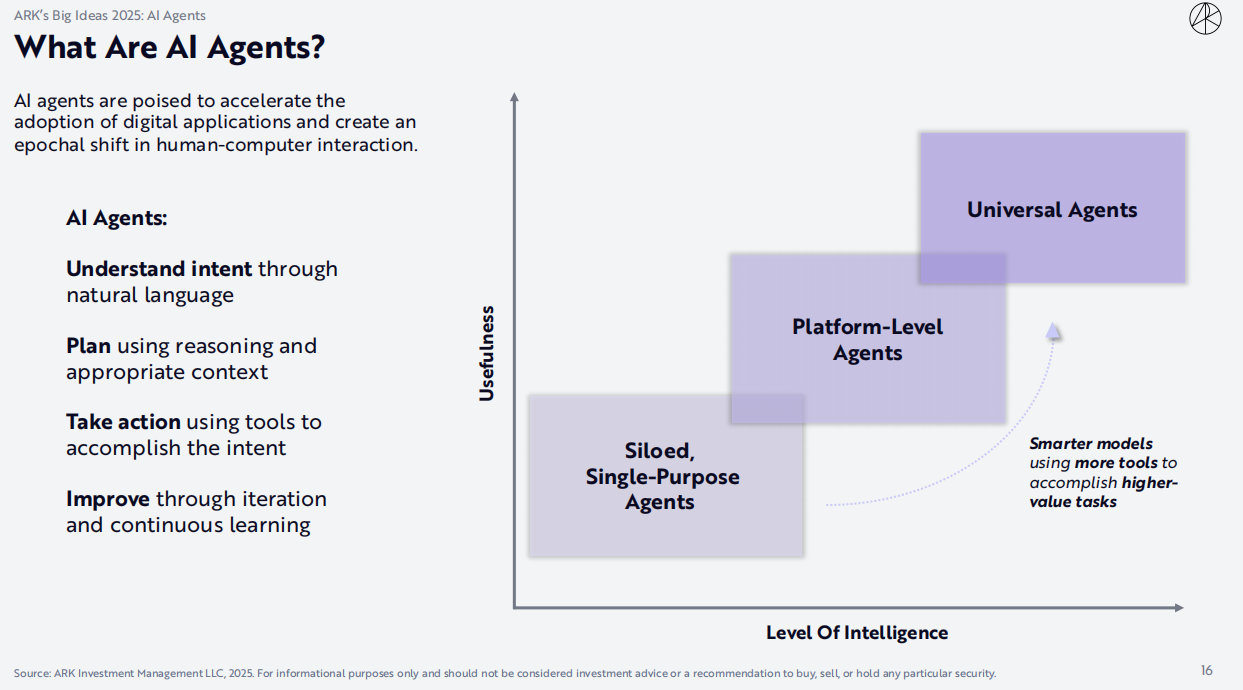 ARK's Big Ideas 2025: AI Agents
What Are AI Agents?
AI agents are poised to accelerate the
adoption of digital applications and create an
epochal shift in human-computer interaction.
AI Agents:
Understand intent through
natural language
Plan using reasoning and
appropriate context
Take action using tools to
accomplish the intent
Improve through iteration
and continuous learning
Usefulness
Universal Agents
Platform-Level
Agents
Siloed,
Single-Purpose
Agents
Smarter models
using more tools to
accomplish higher-
value tasks
Level Of Intelligence
Source: ARK Investment Management LLC, 2025. For informational purposes only and should not be considered investment advice or a recommendation to buy, sell, or hold any particular security.
16